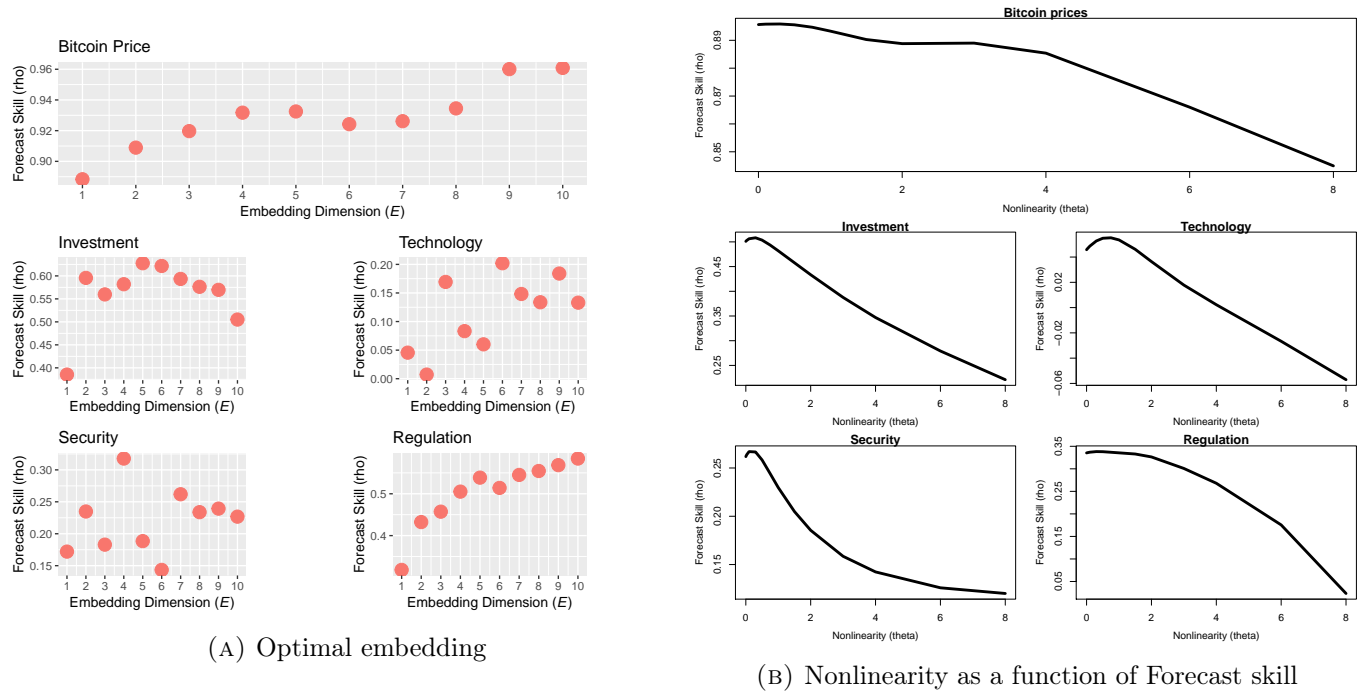 Bitcoin Price
Forecast Skill (rho)
0.96
0.94
0.92
0.90
1 2 3 4 5 6 7 8 9 10
Embedding Dimension (E)
Investment
Forecast Skill (rho)
0.60
0.55
0.50
0.45
0.40
1 2 3 4 5 6 7 8 9 10
Embedding Dimension (E)
Technology
Forecast Skill (rho)
0.20
0.15
0.10
0.05
0.00
1 2 3 4 5 6 7 8 9 10
Embedding Dimension (E)
Security
Forecast Skill (rho)
0.30
0.25
0.20
0.15
1 2 3 4 5 6 7 8 9 10
Embedding Dimension (E)
Regulation
Forecast Skill (rho)
0.5
0.4
1 2 3 4 5 6 7 8 9 10
Embedding Dimension (E)
(A) Optimal embedding
Bitcoin prices
Forecast Skill (rho)
0.89
0.87
0.85
0 2 4 6 8
Nonlinearity (theta)
Investment
Forecast Skill (rho)
0.45
0.35
0.25
0 2 4 6 8
Nonlinearity (theta)
Technology
Forecast Skill (rho)
0.02
−0.02
−0.06
0 2 4 6 8
Nonlinearity (theta)
Security
Forecast Skill (rho)
0.25
0.20
0.15
0 2 4 6 8
Nonlinearity (theta)
Regulation
Forecast Skill (rho)
0.35
0.25
0.15
0.05
0 2 4 6 8
Nonlinearity (theta)
(B) Nonlinearity as a function of Forecast skill